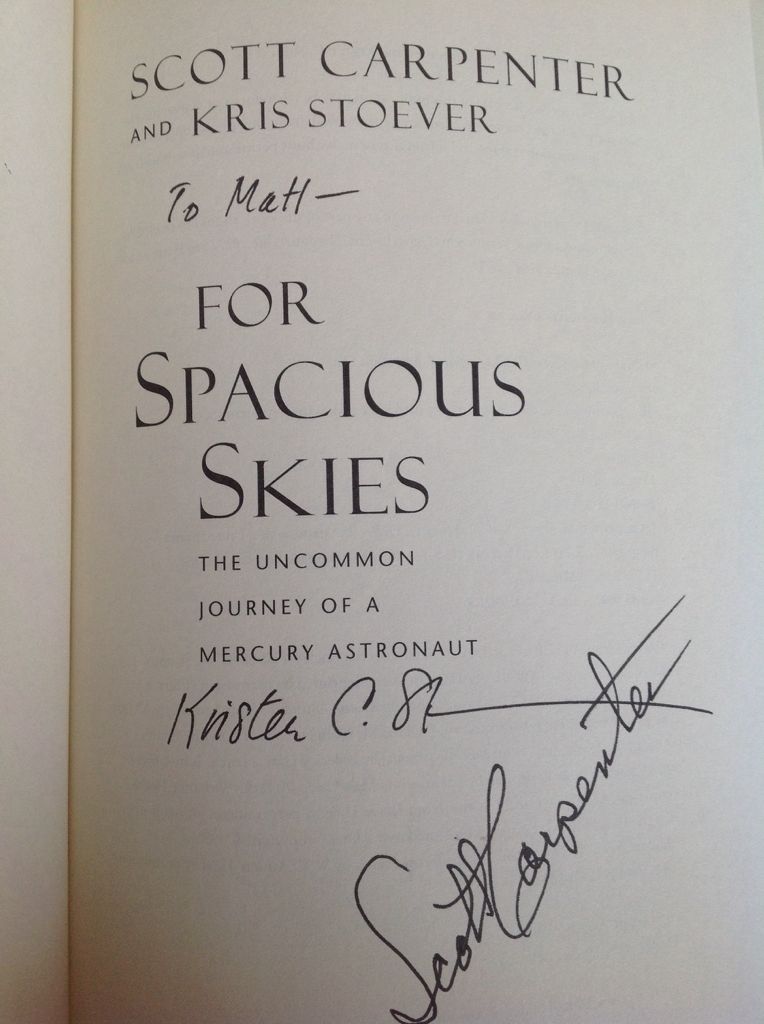 SCOTT CARPENTER
AND KRIS STOEVER
To Matt —
FOR
SPACIOUS
SKIES
THE UNCOMMON
JOURNEY OF A
MERCURY ASTRONAUT
Kristen C. St
Scott Carpenter